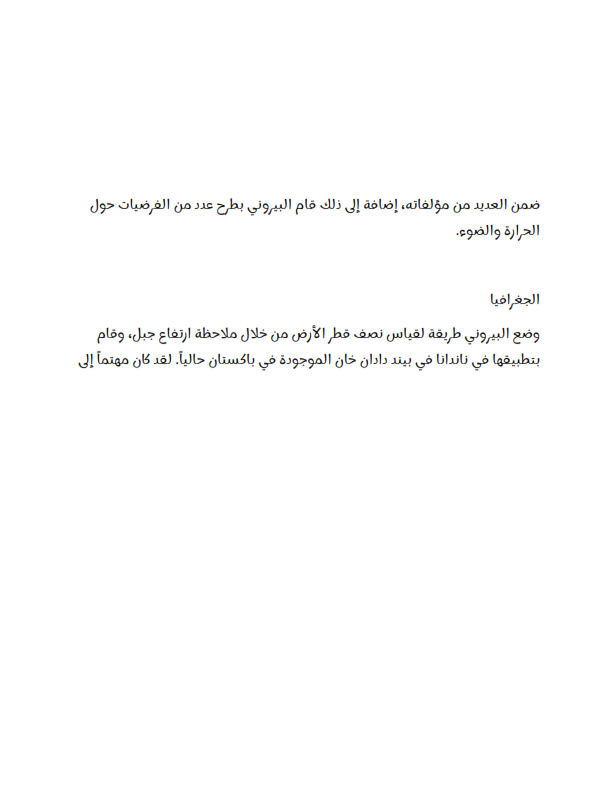 ضمن العديد من مؤلفاته، إضافة إلى ذلك قام البيروني بطرح عدد من الفرضيات حول
الحرارة والضوء.
الجغرافيا
وضع البيروني طريقة لقياس نصف قطر الأرض من خلال ملاحظة ارتفاع جبل، وقام
بتطبيقها في ناندانا في بيند دادان خان الموجودة في باكستان حالياً. لقد كان مهتماً إلى